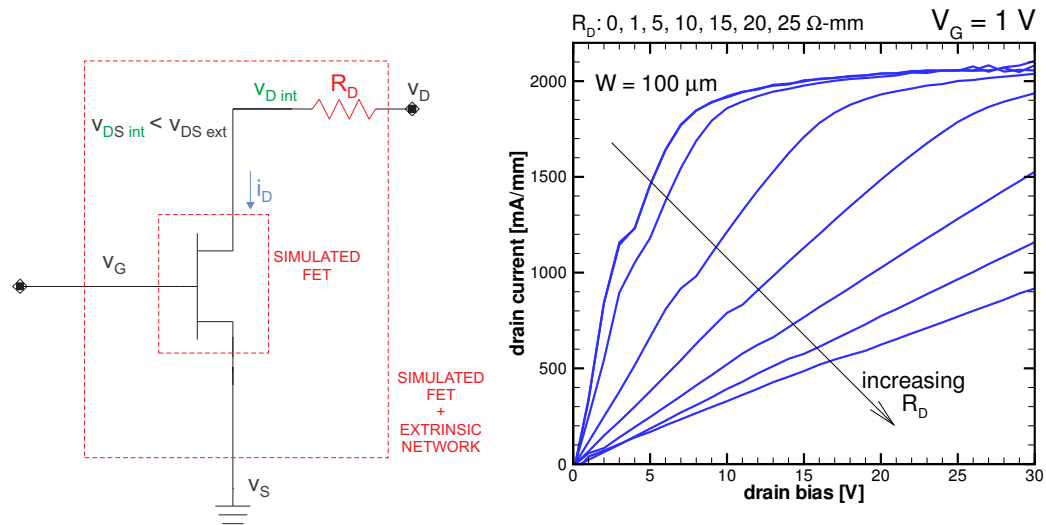 R_D
v_D int
v_D
v_DS int < v_DS ext
i_D
SIMULATED
FET
v_G
SIMULATED
FET
+
EXTRINSIC
NETWORK
v_S
R_D: 0, 1, 5, 10, 15, 20, 25 Ω-mm
V_G = 1 V
W = 100 µm
increasing
R_D
drain current [mA/mm]
2000
1500
1000
500
0
0
5
10
15
20
25
30
drain bias [V]